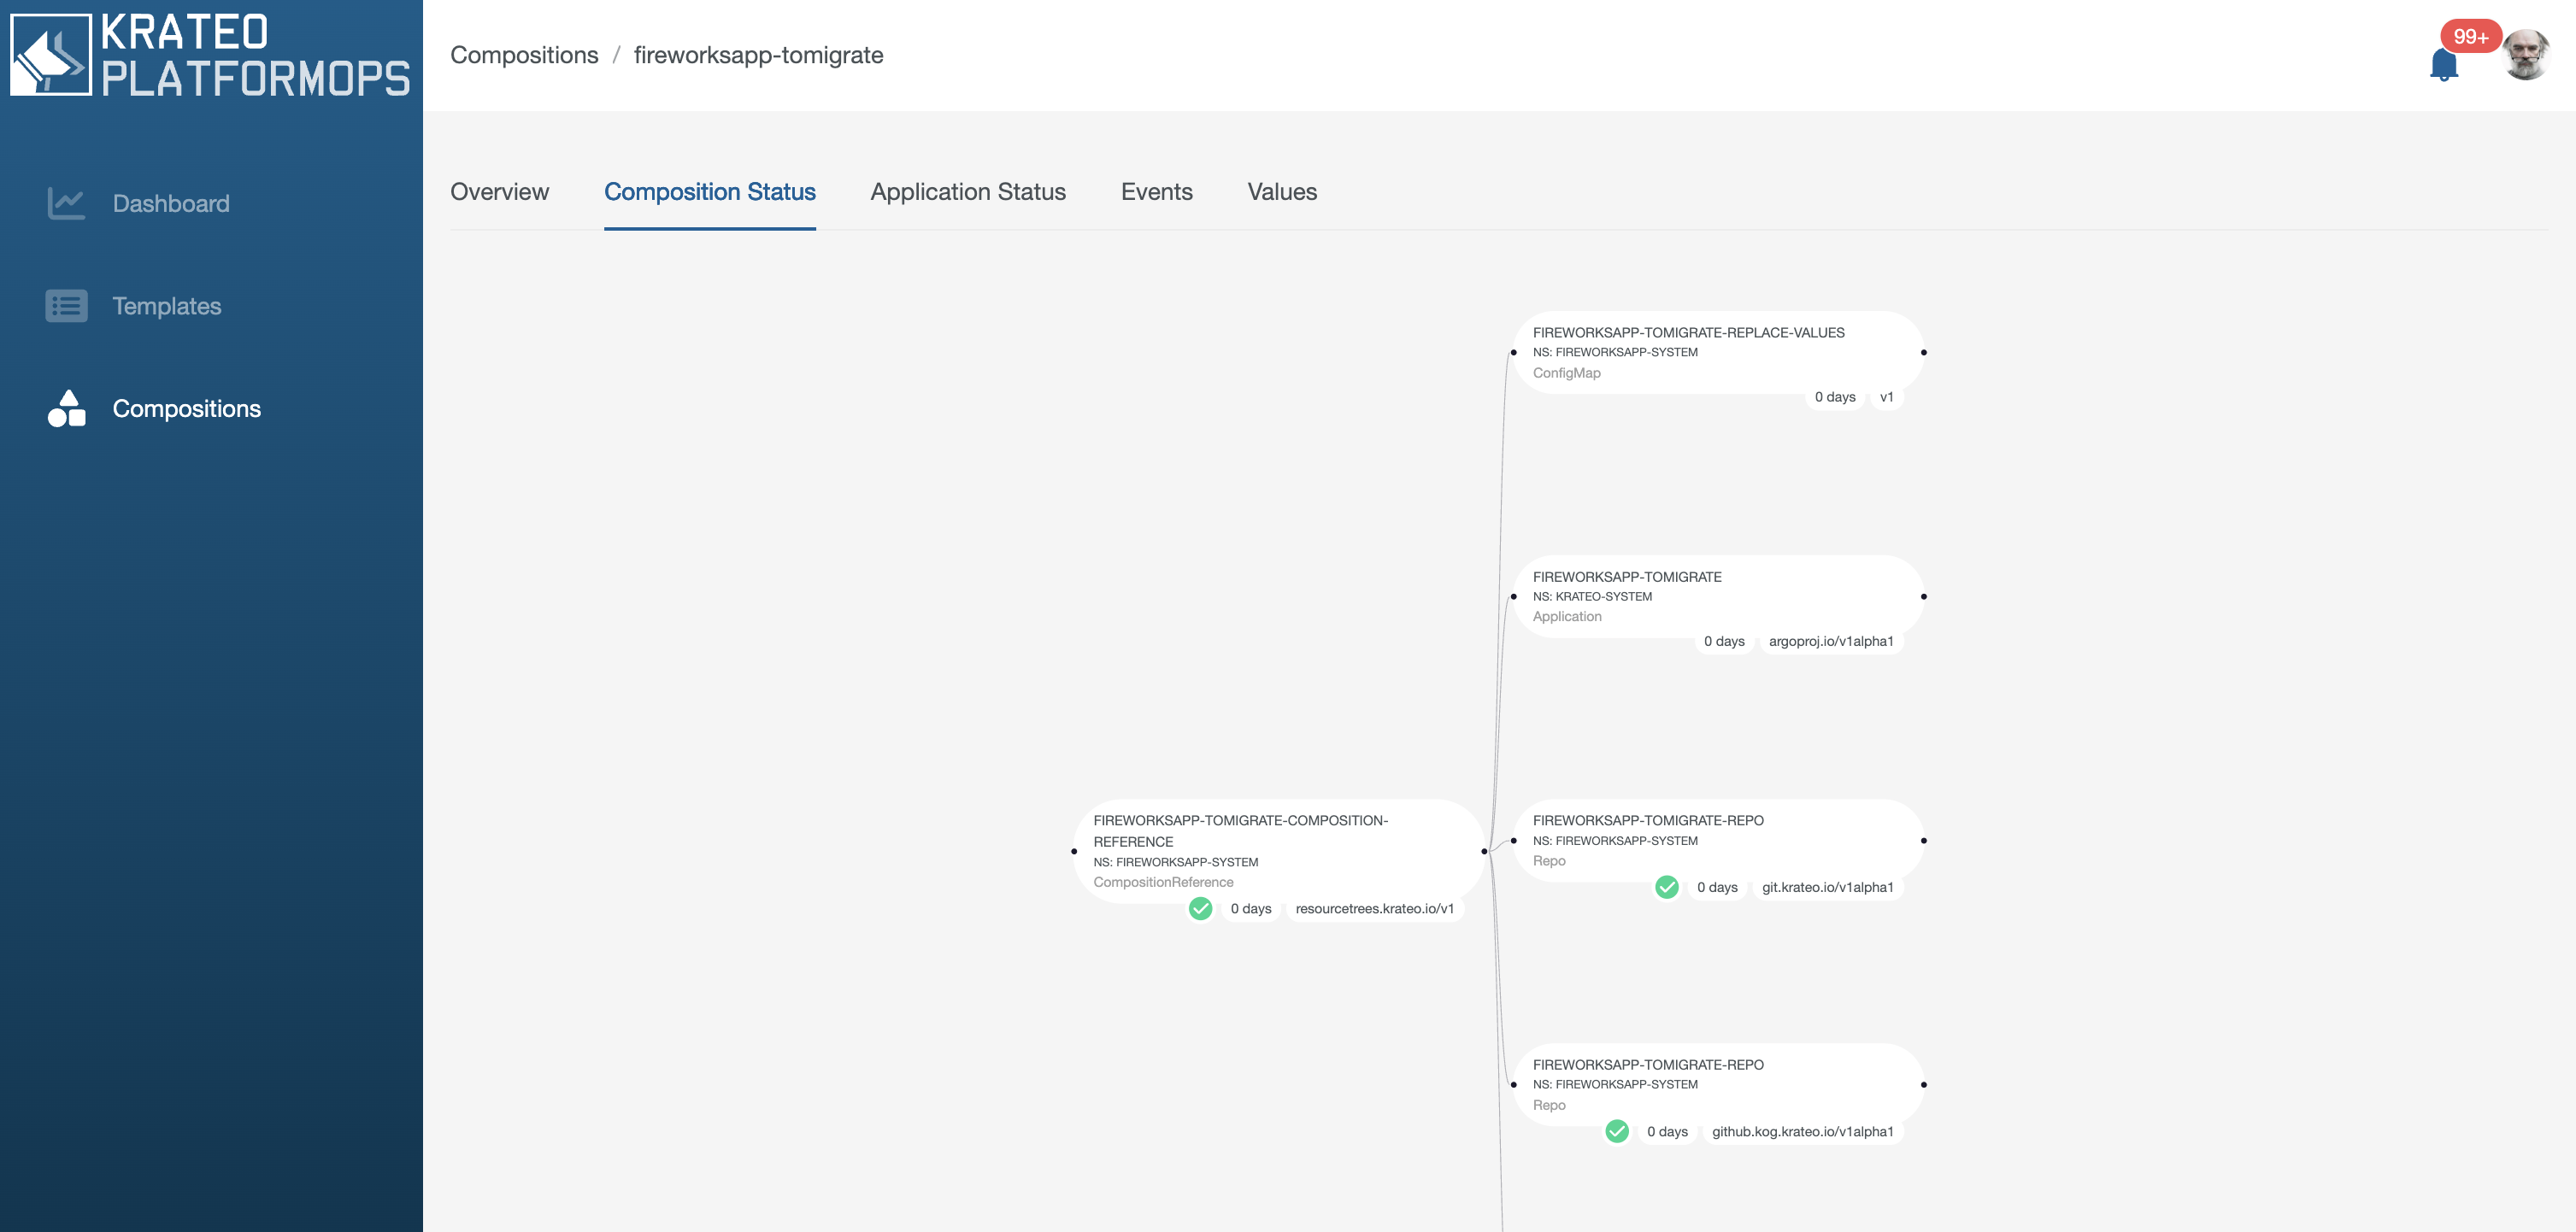 KRATEO
PLATFORMOPS
Compositions / fireworksapp-tomigrate
99+
Dashboard
Templates
Compositions
Overview
Composition Status
Application Status
Events
Values
FIREWORKSAPP-TOMIGRATE-REPLACE-VALUES
NS: FIREWORKSAPP-SYSTEM
ConfigMap
0 days
v1
FIREWORKSAPP-TOMIGRATE
NS: KRATEO-SYSTEM
Application
0 days
argoproj.io/v1alpha1
FIREWORKSAPP-TOMIGRATE-COMPOSITION-
REFERENCE
NS: FIREWORKSAPP-SYSTEM
CompositionReference
0 days
resourcetrees.krateo.io/v1
FIREWORKSAPP-TOMIGRATE-REPO
NS: FIREWORKSAPP-SYSTEM
Repo
0 days
git.krateo.io/v1alpha1
FIREWORKSAPP-TOMIGRATE-REPO
NS: FIREWORKSAPP-SYSTEM
Repo
0 days
github.kog.krateo.io/v1alpha1